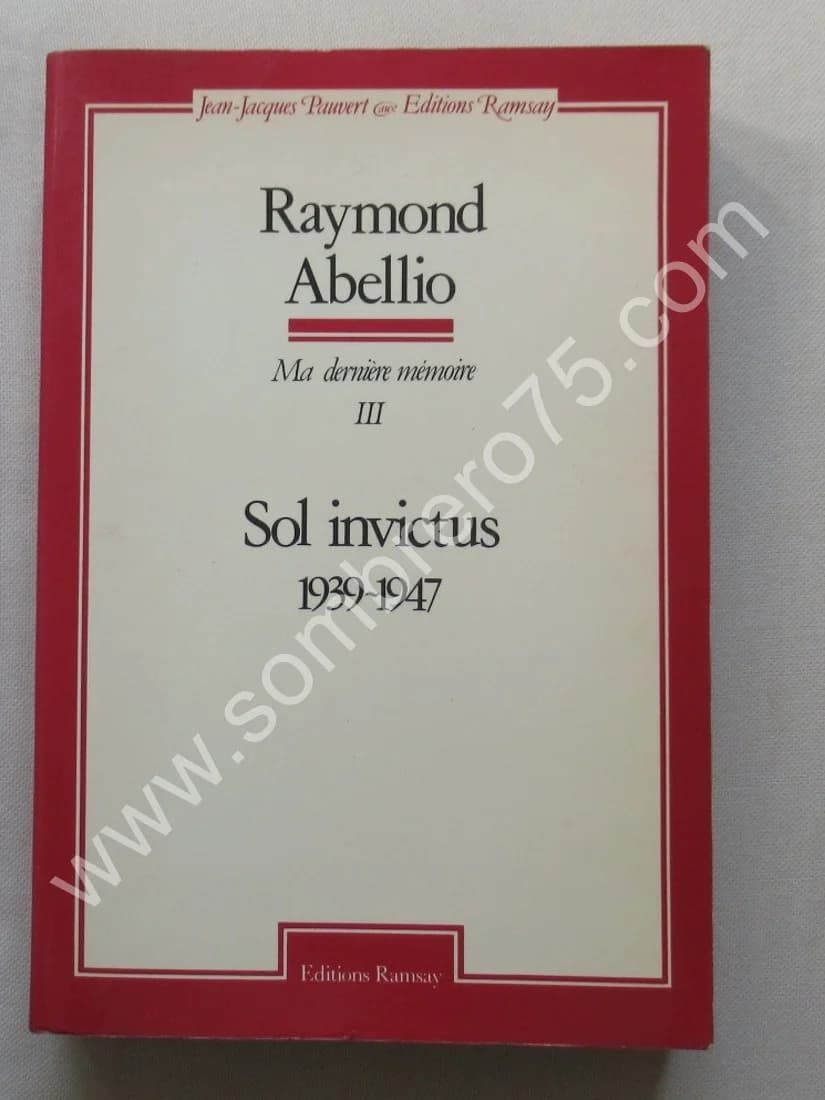 Jean-Jacques Pauvert avec Editions Ramsay
Raymond
Abellio
Ma dernière mémoire
III
Sol invictus
1939-1947
www.sombrero75.com
Editions Ramsay